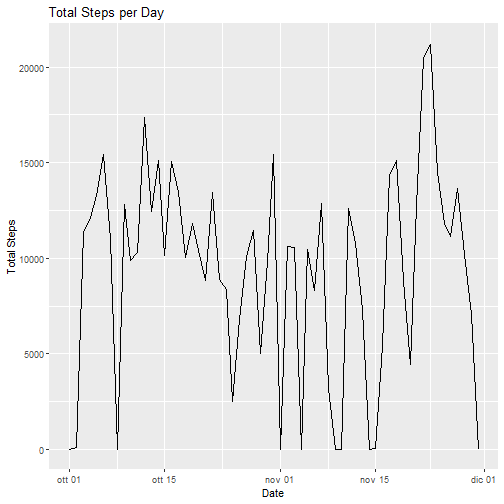 Total Steps per Day
Total Steps
20000
15000
10000
5000
0
ott 01
ott 15
nov 01
nov 15
dic 01
Date